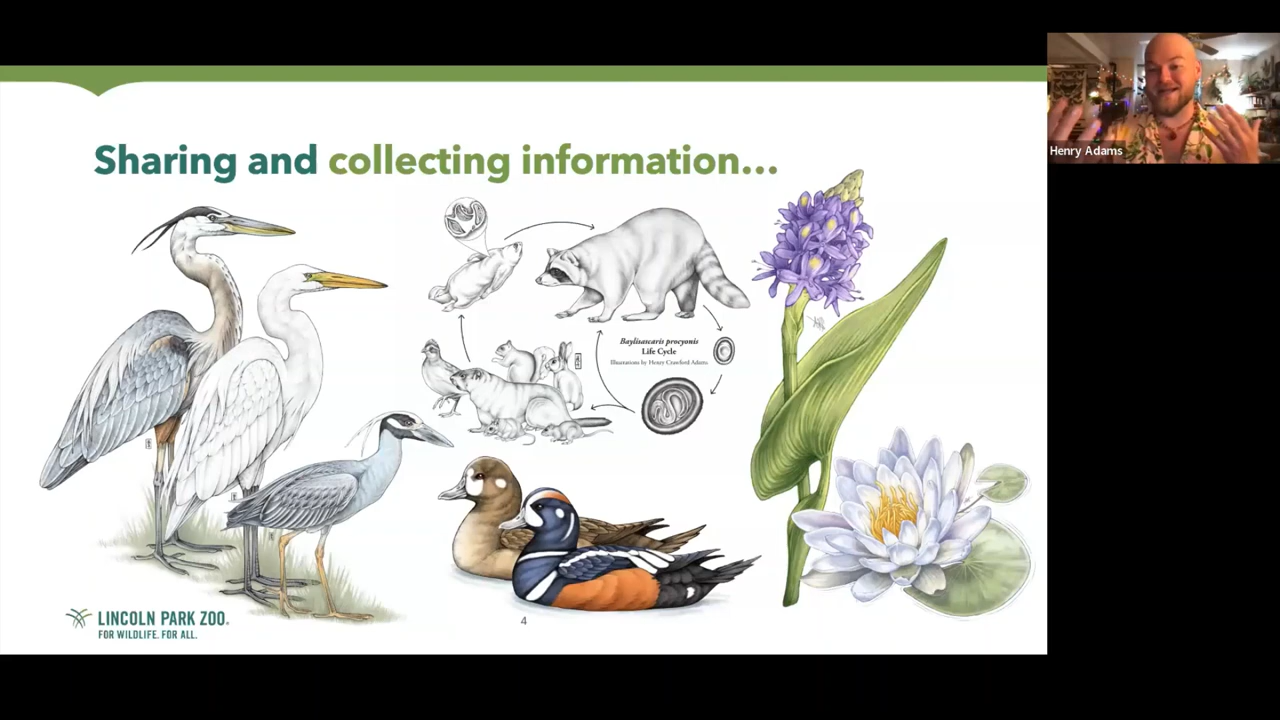 Sharing and collecting information...
Henry Adams
Baylisascaris procyonis
Life Cycle
Illustrations by Henry Crawford Adams
LINCOLN PARK ZOO
FOR WILDLIFE. FOR ALL.
4